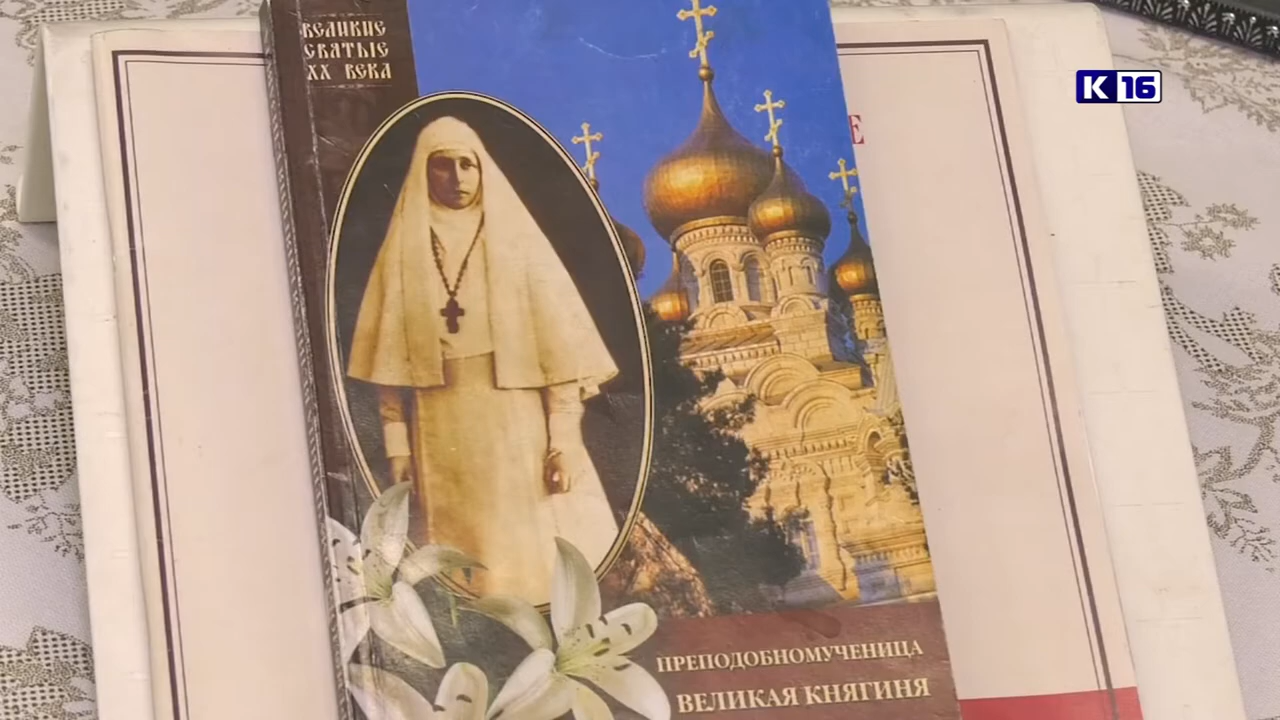 ВЕЛИКИЕ
СВЯТЫЕ
XX ВЕКА
K 16
Е
ПРЕПОДОБНОМУЧЕНИЦА
ВЕЛИКАЯ КНЯГИНЯ